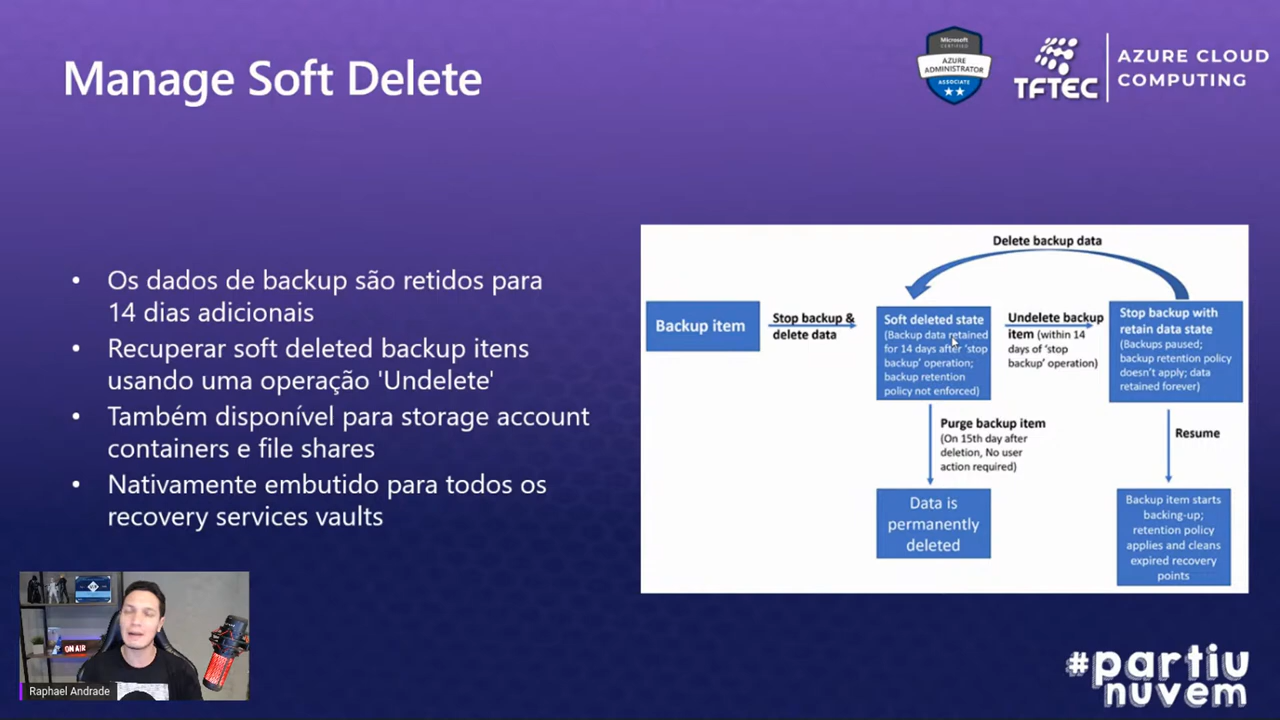 Manage Soft Delete
Microsoft
CERTIFIED
AZURE
ADMINISTRATOR
ASSOCIATE
TFTEC
AZURE CLOUD
COMPUTING
• Os dados de backup são retidos para
14 dias adicionais
• Recuperar soft deleted backup itens
usando uma operação 'Undelete'
• Também disponível para storage account
containers e file shares
• Nativamente embutido para todos os
recovery services vaults
Delete backup data
Backup item
Stop backup &
delete data
Soft deleted state
(Backup data retained
for 14 days after 'stop
backup' operation;
backup retention
policy not enforced)
Undelete backup
item (within 14
days of 'stop
backup' operation)
Stop backup with
retain data state
(Backups paused;
backup retention policy
doesn't apply; data
retained forever)
Purge backup item
(On 15th day after
deletion, No user
action required)
Resume
Data is
permanently
deleted
Backup item starts
backing-up;
retention policy
applies and cleans
expired recovery
points
ON AIR
Raphael Andrade
#partiu
nuvem